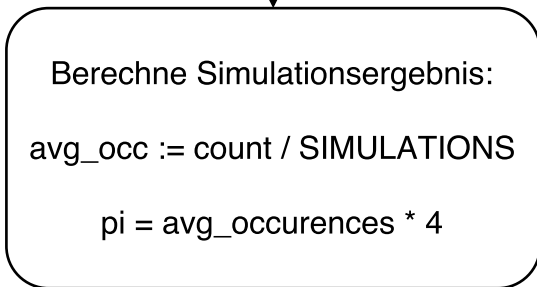 Berechne Simulationsergebnis:
avg_occ := count / SIMULATIONS
pi = avg_occurences * 4